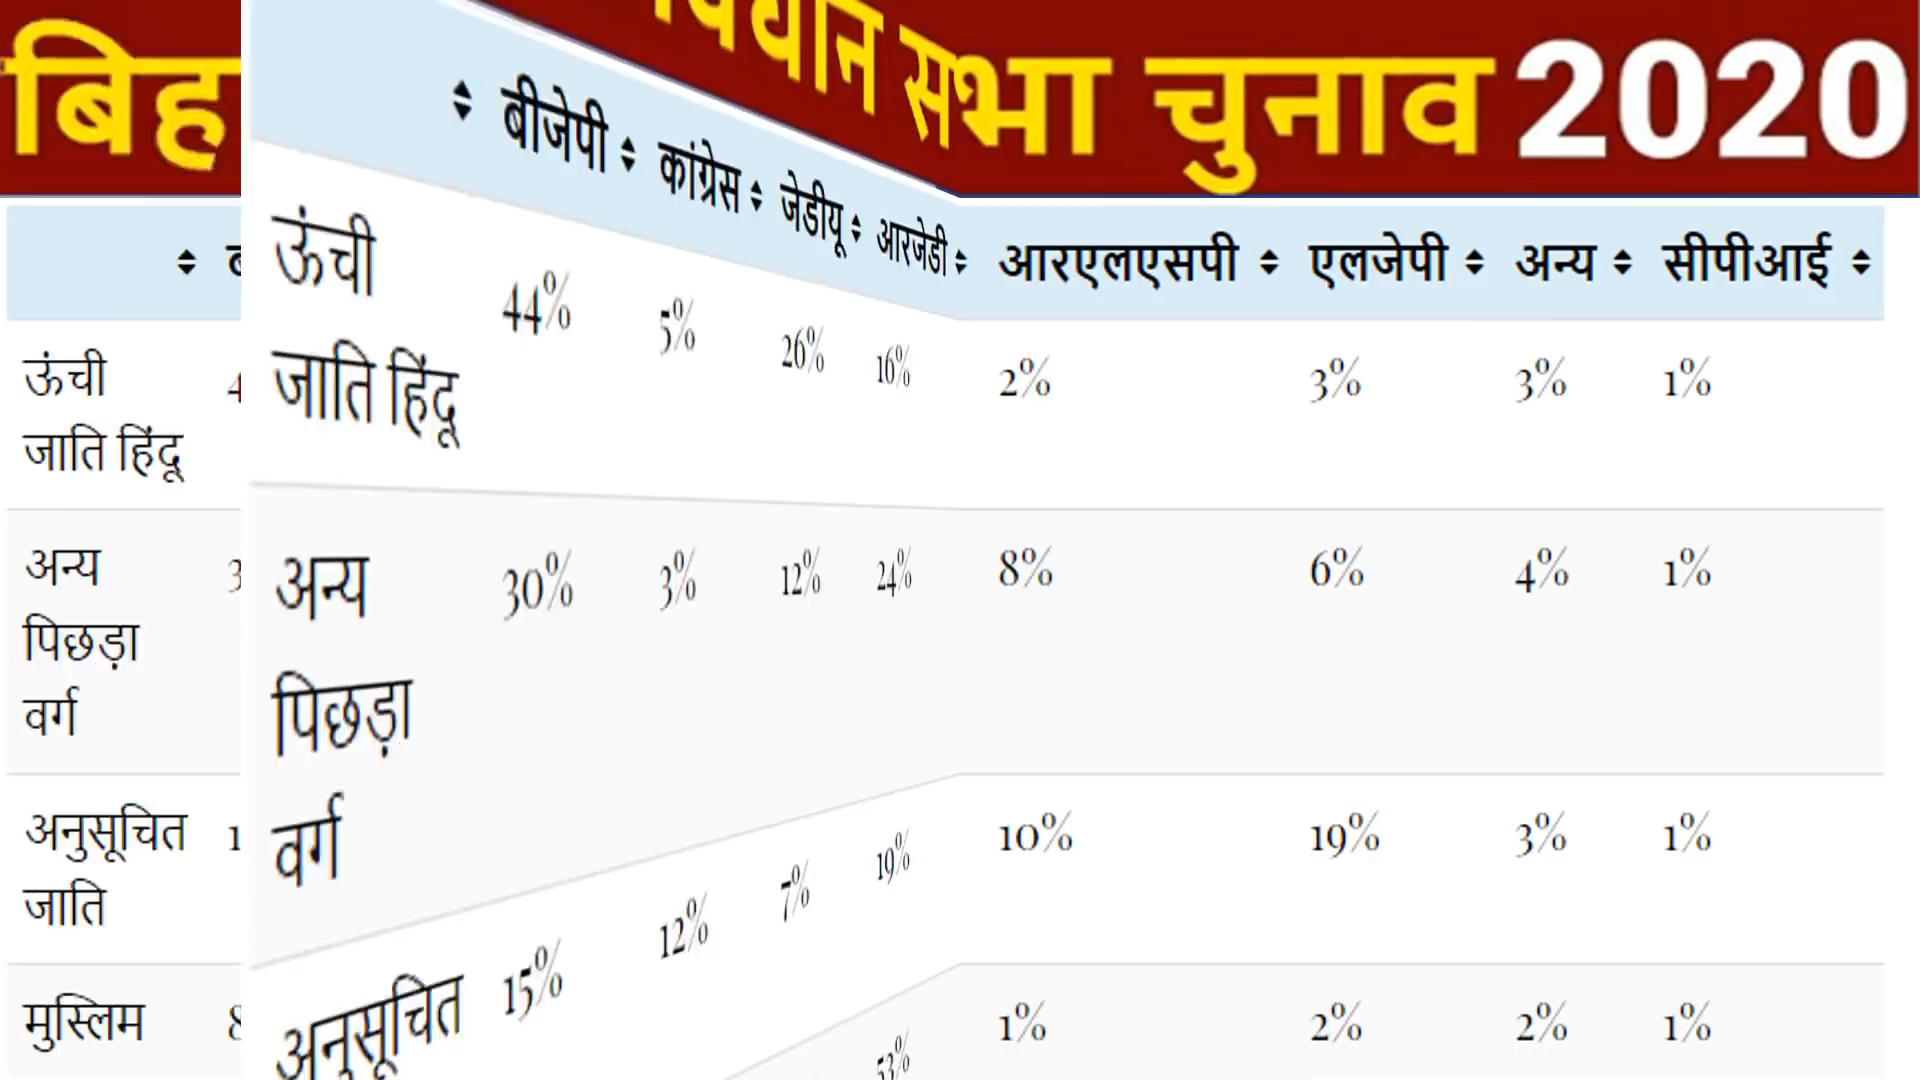 बिह
विधान सभा चुनाव 2020
बीजेपी कांग्रेस जेडीयू आरजेडी आरएलएसपी एलजेपी अन्य सीपीआई
ऊंची
जाति हिंदू
अन्य
पिछड़ा
वर्ग
अनुसूचित
जाति
मुस्लिम
ऊंची
जाति हिंदू
44% 5% 26% 16% 2% 3% 3% 1%
अन्य
पिछड़ा
वर्ग
30% 3% 12% 24% 8% 6% 4% 1%
अनुसूचित
15% 12% 7% 19% 10% 19% 3% 1%
53% 1% 2% 2% 1%